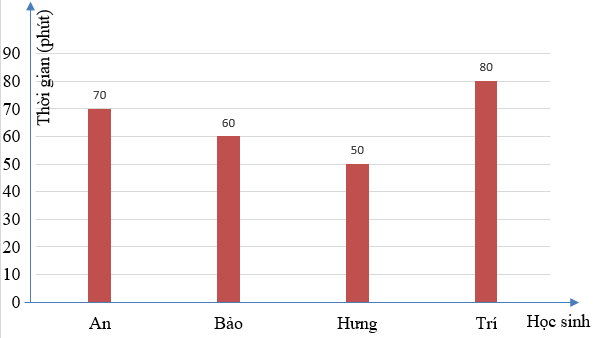 Thời gian (phút)
90
80
70
60
50
40
30
20
10
0
70
60
50
80
An
Bảo
Hưng
Trí
Học sinh